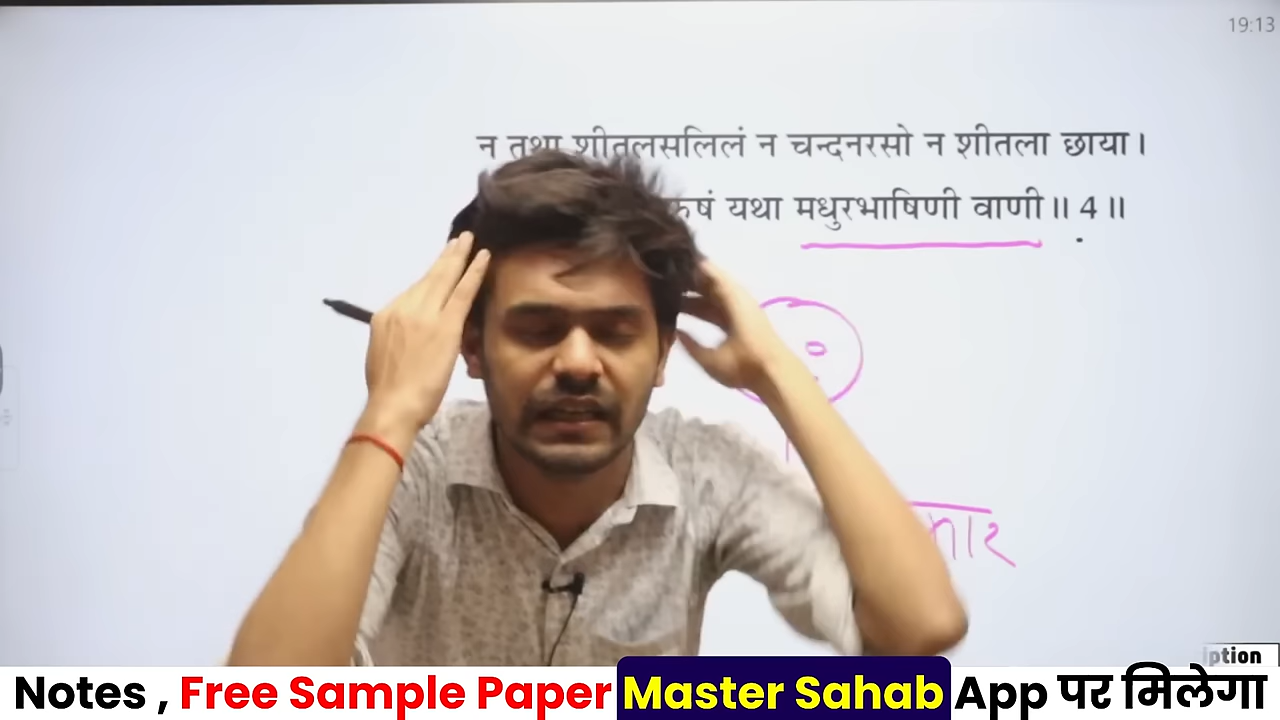 19:13
न तथा शीतलसलिलं न चन्दनरसो न शीतला छाया।
यथा मधुरभाषिणी वाणी॥ 4॥
iption
Notes , Free Sample Paper Master Sahab App पर मिलेगा